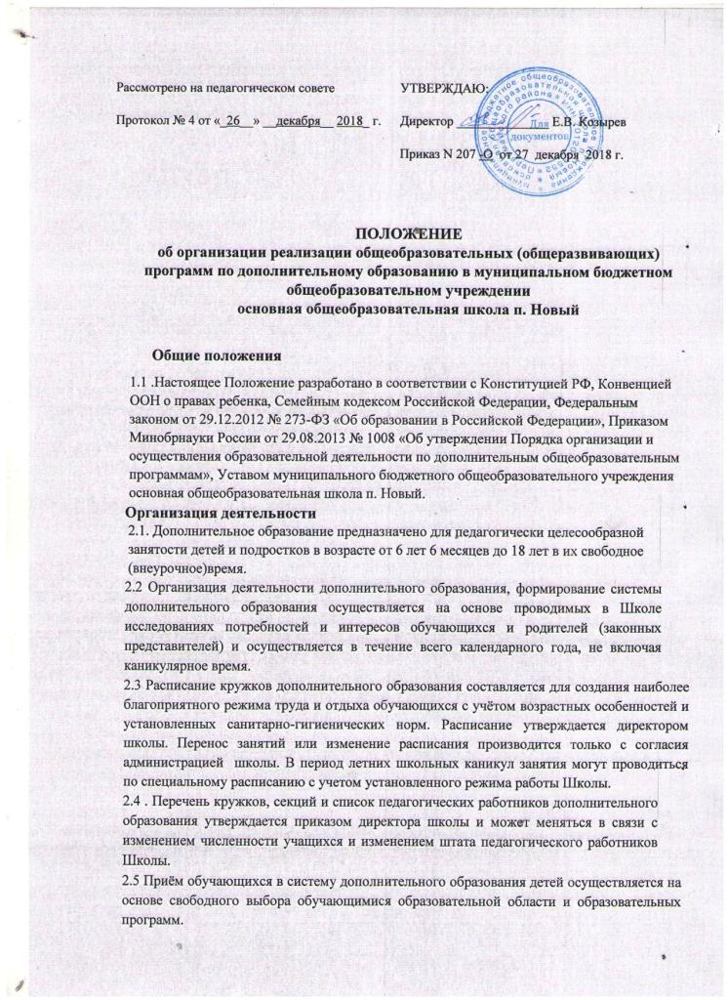 Рассмотрено на педагогическом совете
УТВЕРЖДАЮ:
Протокол № 4 от «_26__» __декабря__ 2018_ г.
Директор Е.В. Козырев
Приказ N 207 -О от 27 декабря 2018 г.
Для
документов
ПОЛОЖЕНИЕ
об организации реализации общеобразовательных (общеразвивающих)
программ по дополнительному образованию в муниципальном бюджетном
общеобразовательном учреждении
основная общеобразовательная школа п. Новый
Общие положения
1.1 .Настоящее Положение разработано в соответствии с Конституцией РФ, Конвенцией
ООН о правах ребенка, Семейным кодексом Российской Федерации, Федеральным
законом от 29.12.2012 № 273-ФЗ «Об образовании в Российской Федерации», Приказом
Минобрнауки России от 29.08.2013 № 1008 «Об утверждении Порядка организации и
осуществления образовательной деятельности по дополнительным общеобразовательным
программам», Уставом муниципального бюджетного общеобразовательного учреждения
основная общеобразовательная школа п. Новый.
Организация деятельности
2.1. Дополнительное образование предназначено для педагогически целесообразной
занятости детей и подростков в возрасте от 6 лет 6 месяцев до 18 лет в их свободное
(внеурочное)время.
2.2 Организация деятельности дополнительного образования, формирование системы
дополнительного образования осуществляется на основе проводимых в Школе
исследованиях потребностей и интересов обучающихся и родителей (законных
представителей) и осуществляется в течение всего календарного года, не включая
каникулярное время.
2.3 Расписание кружков дополнительного образования составляется для создания наиболее
благоприятного режима труда и отдыха обучающихся с учётом возрастных особенностей и
установленных санитарно-гигиенических норм. Расписание утверждается директором
школы. Перенос занятий или изменение расписания производится только с согласия
администрацией школы. В период летних школьных каникул занятия могут проводиться
по специальному расписанию с учетом установленного режима работы Школы.
2.4 . Перечень кружков, секций и список педагогических работников дополнительного
образования утверждается приказом директора школы и может меняться в связи с
изменением численности учащихся и изменением штата педагогического работников
Школы.
2.5 Приём обучающихся в систему дополнительного образования детей осуществляется на
основе свободного выбора обучающимися образовательной области и образовательных
программ.